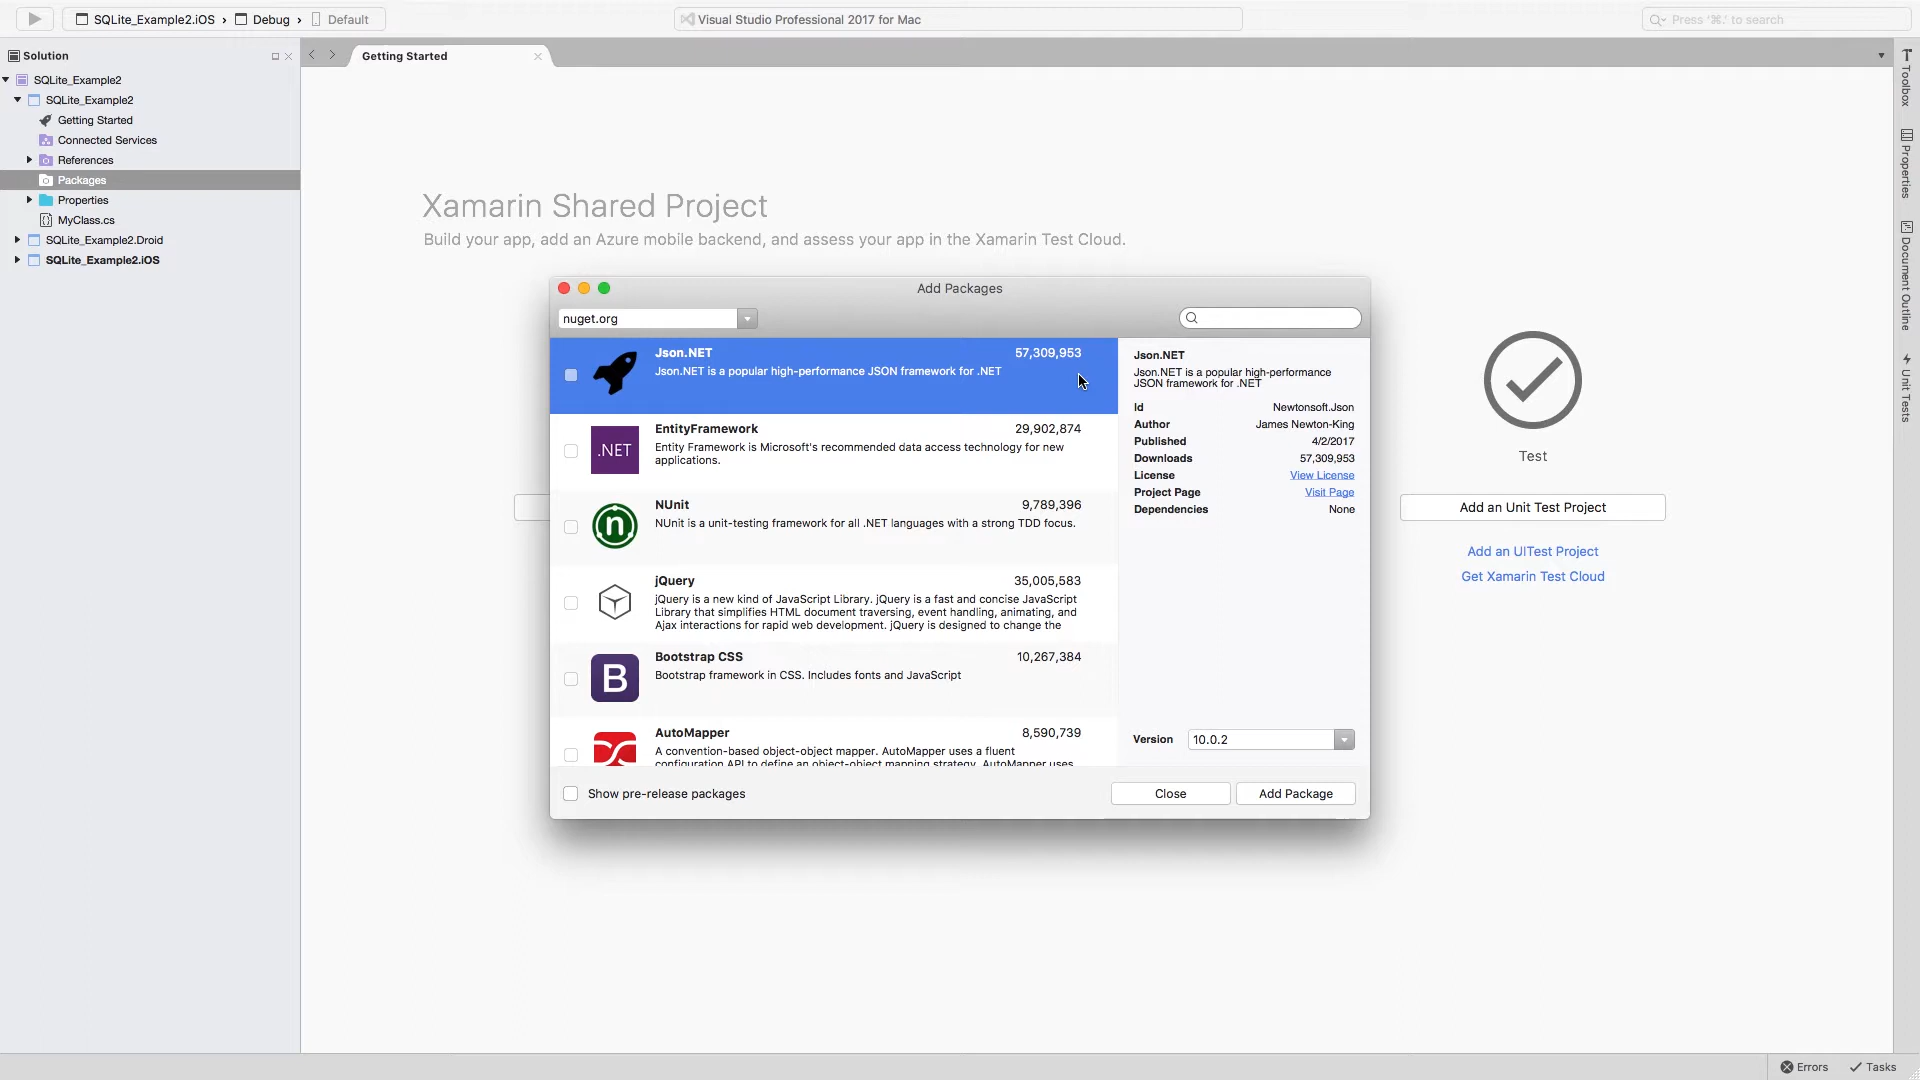 SQLite_Example2.iOS › Debug › Default
Visual Studio Professional 2017 for Mac
Press '⌘.' to search
Solution
Getting Started
SQLite_Example2
SQLite_Example2
Getting Started
Connected Services
References
Packages
Properties
MyClass.cs
SQLite_Example2.Droid
SQLite_Example2.iOS
Xamarin Shared Project
Build your app, add an Azure mobile backend, and assess your app in the Xamarin Test Cloud.
Add Packages
nuget.org
Json.NET 57,309,953
Json.NET is a popular high-performance JSON framework for .NET
.NET
EntityFramework 29,902,874
Entity Framework is Microsoft's recommended data access technology for new
applications.
n
NUnit 9,789,396
NUnit is a unit-testing framework for all .NET languages with a strong TDD focus.
jQuery 35,005,583
jQuery is a new kind of JavaScript Library. jQuery is a fast and concise JavaScript
Library that simplifies HTML document traversing, event handling, animating, and
Ajax interactions for rapid web development. jQuery is designed to change the
B
Bootstrap CSS 10,267,384
Bootstrap framework in CSS. Includes fonts and JavaScript
AutoMapper 8,590,739
A convention-based object-object mapper. AutoMapper uses a fluent
configuration API to define an object-object mapping strategy. AutoMapper uses
Json.NET
Json.NET is a popular high-performance
JSON framework for .NET
Id Newtonsoft.Json
Author James Newton-King
Published 4/2/2017
Downloads 57,309,953
License View License
Project Page Visit Page
Dependencies None
Version 10.0.2
Show pre-release packages
Close
Add Package
Test
Add an Unit Test Project
Add an UITest Project
Get Xamarin Test Cloud
Toolbox
Properties
Document Outline
Unit Tests
Errors
Tasks